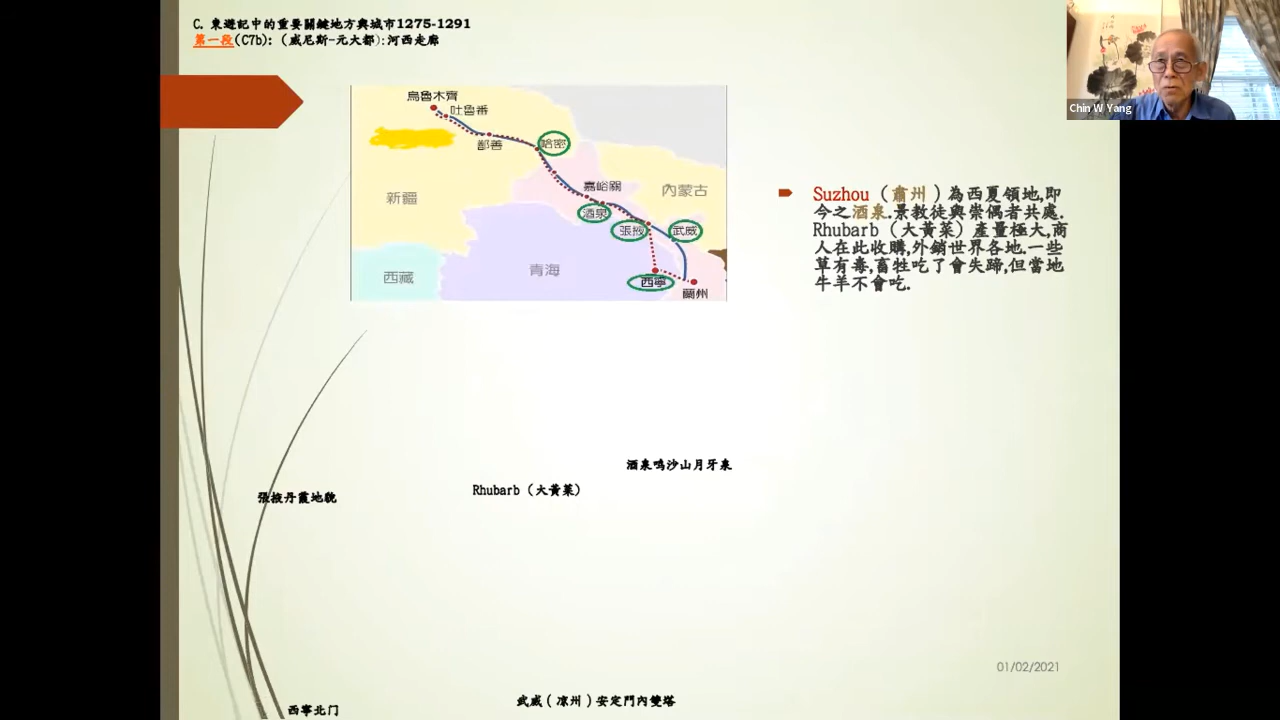 C. 東遊記中的重要關鍵地方與城市1275-1291
第一段(C7b): (威尼斯-元大都):河西走廊
Chin W Yang
烏魯木齊
吐魯番
鄯善
哈密
新疆
嘉峪關
內蒙古
酒泉
張掖
武威
西藏
青海
西寧
蘭州
Suzhou（肅州）為西夏領地,即
今之酒泉.景教徒與崇偶者共處.
Rhubarb（大黃菜）產量極大,商
人在此收購,外銷世界各地.一些
草有毒,畜牲吃了會失蹄,但當地
牛羊不會吃.
酒泉鸣沙山月牙泉
Rhubarb（大黃菜）
張掖丹霞地貌
01/02/2021
武威(涼州)安定門內雙塔
西寧北门